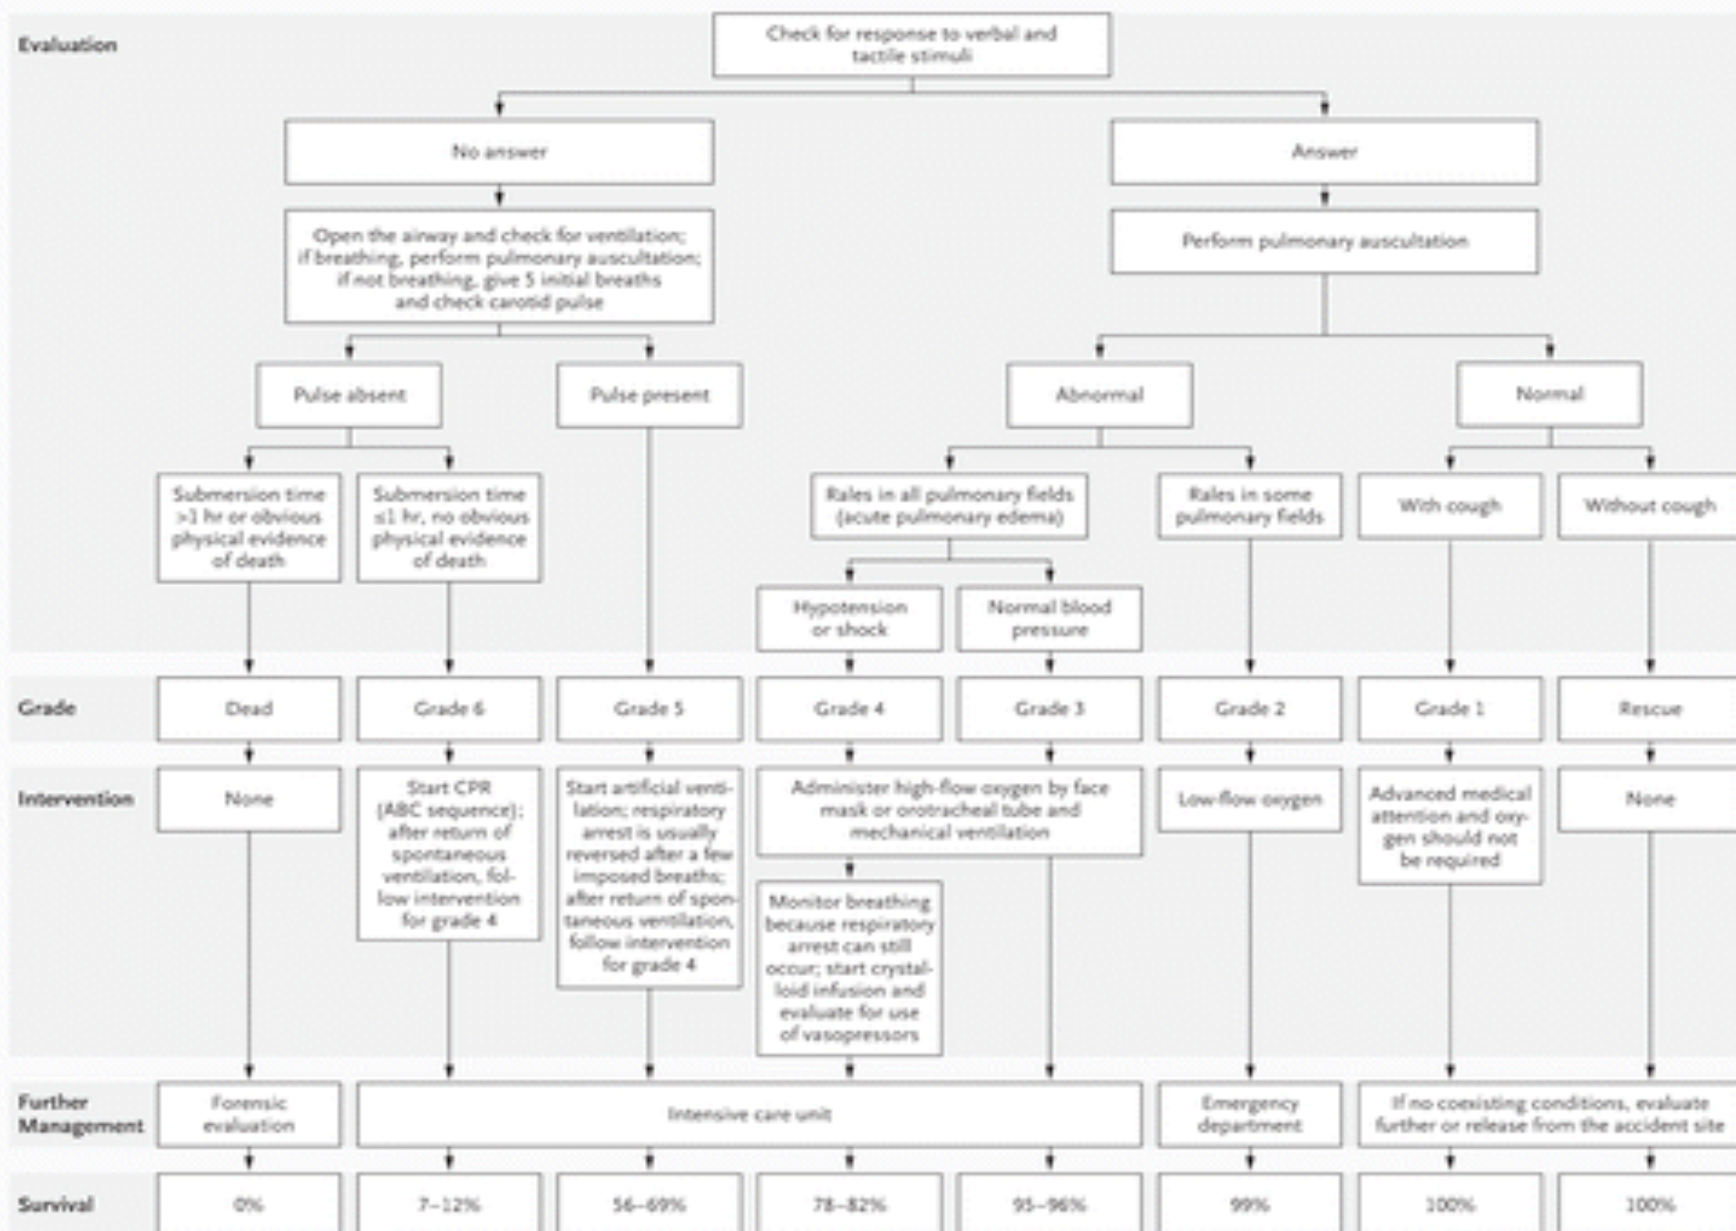 Evaluation
Check for response to verbal and
tactile stimuli
No answer
Answer
Open the airway and check for ventilation;
if breathing, perform pulmonary auscultation;
if not breathing, give 5 initial breaths
and check carotid pulse
Perform pulmonary auscultation
Pulse absent
Pulse present
Abnormal
Normal
Submersion time
>1 hr or obvious
physical evidence
of death
Submersion time
≤1 hr, no obvious
physical evidence
of death
Rales in all pulmonary fields
(acute pulmonary edema)
Rales in some
pulmonary fields
With cough
Without cough
Hypotension
or shock
Normal blood
pressure
Grade
Dead
Grade 6
Grade 5
Grade 4
Grade 3
Grade 2
Grade 1
Rescue
Intervention
None
Start CPR
(ABC sequence);
after return of
spontaneous
ventilation, fol-
low intervention
for grade 4
Start artificial venti-
lation; respiratory
arrest is usually
reversed after a few
imposed breaths;
after return of spon-
taneous ventilation,
follow intervention
for grade 4
Administer high-flow oxygen by face
mask or orotracheal tube and
mechanical ventilation
Monitor breathing
because respiratory
arrest can still
occur; start crystal-
loid infusion and
evaluate for use
of vasopressors
Low-flow oxygen
Advanced medical
attention and oxy-
gen should not
be required
None
Further
Management
Forensic
evaluation
Intensive care unit
Emergency
department
If no coexisting conditions, evaluate
further or release from the accident site
Survival
0%
7–12%
56–69%
78–82%
95–96%
99%
100%
100%